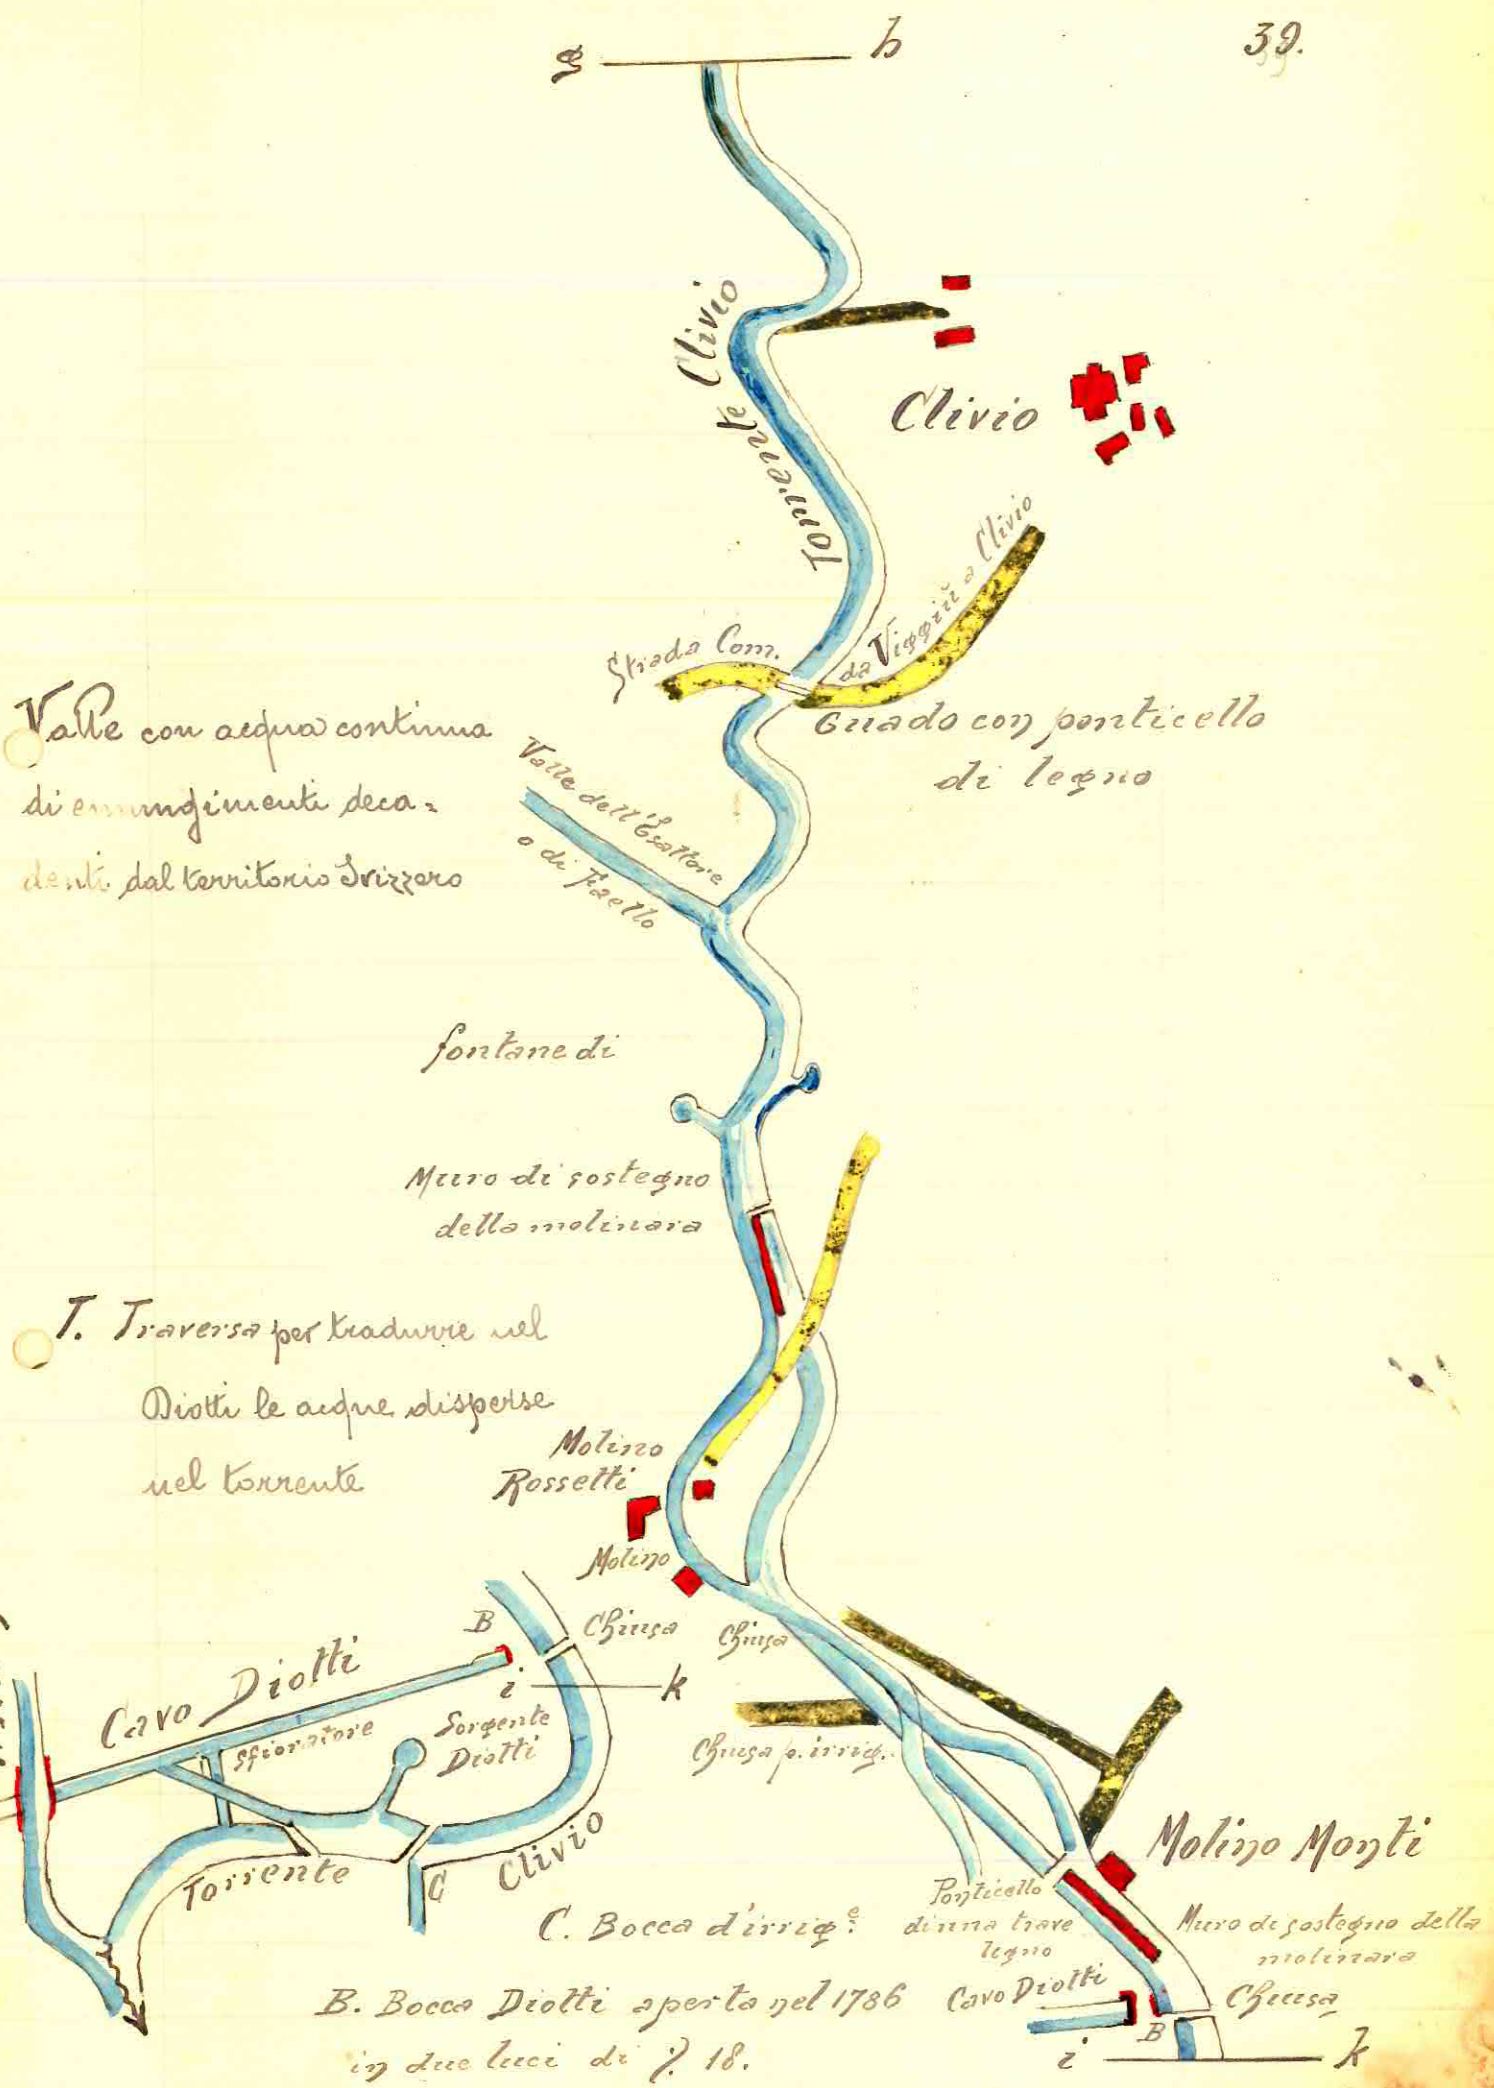 39.
g h
Torrente Clivio
Clivio
Strada Com. da Viggiù a Clivio
Guado con ponticello
di legno
Valle con acqua continua
di emungimenti deca=
denti dal territorio Svizzero
Valle dell'Esattore
o di
fontane di
Muro di sostegno
della molinara
T. Traversa per tradurre nel
Diotti le acque disperse
nel torrente
Molino
Rossetti
Molino
Chiusa
Chiusa
B
i k
Cavo Diotti
Sfioratore
Sorgente
Diotti
Chiusa p. irrig.
Torrente Clivio
C
Molino Monti
Ponticello
di una trave
legno
Muro di sostegno della
molinara
C. Bocca d'irrig.e:
Cavo Diotti
Chiusa
B
B. Bocca Diotti aperta nel 1786
in due luci di 18.
i k